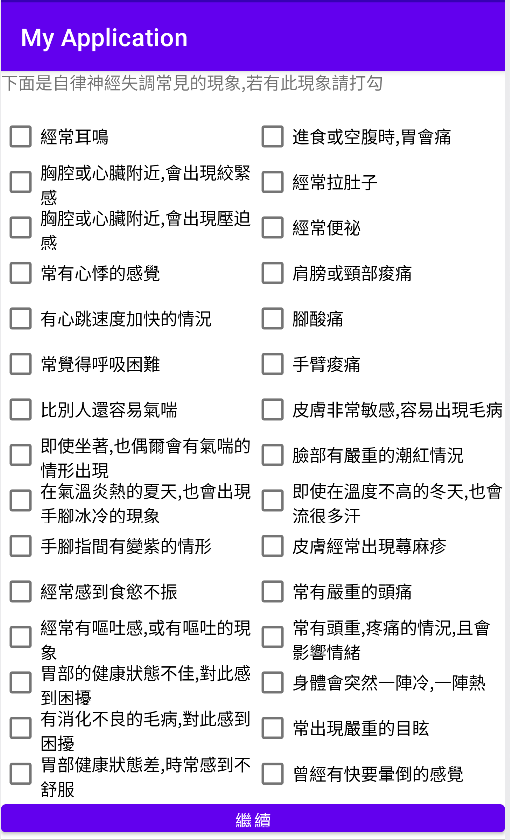 My Application
下面是自律神經失調常見的現象,若有此現象請打勾
經常耳鳴
胸腔或心臟附近,會出現絞緊
感
胸腔或心臟附近,會出現壓迫
感
常有心悸的感覺
有心跳速度加快的情況
常覺得呼吸困難
比別人還容易氣喘
即使坐著,也偶爾會有氣喘的
情形出現
在氣溫炎熱的夏天,也會出現
手腳冰冷的現象
手腳指間有變紫的情形
經常感到食慾不振
經常有嘔吐感,或有嘔吐的現
象
胃部的健康狀態不佳,對此感
到困擾
有消化不良的毛病,對此感到
困擾
胃部健康狀態差,時常感到不
舒服
進食或空腹時,胃會痛
經常拉肚子
經常便祕
肩膀或頸部痠痛
腳酸痛
手臂痠痛
皮膚非常敏感,容易出現毛病
臉部有嚴重的潮紅情況
即使在溫度不高的冬天,也會
流很多汗
皮膚經常出現蕁麻疹
常有嚴重的頭痛
常有頭重,疼痛的情況,且會
影響情緒
身體會突然一陣冷,一陣熱
常出現嚴重的目眩
曾經有快要暈倒的感覺
繼續